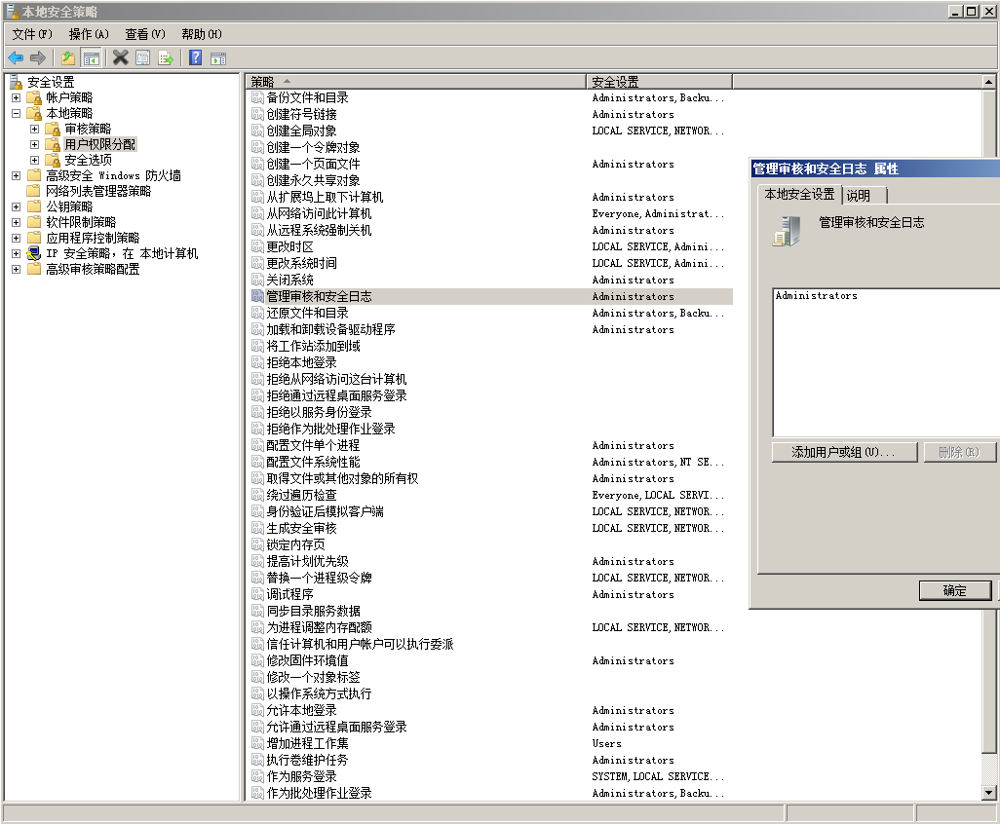 本地安全策略
文件(F) 操作(A) 查看(V) 帮助(H)
安全设置
帐户策略
本地策略
审核策略
用户权限分配
安全选项
高级安全 Windows 防火墙
网络列表管理器策略
公钥策略
软件限制策略
应用程序控制策略
IP 安全策略，在 本地计算机
高级审核策略配置
策略 安全设置
备份文件和目录 Administrators,Backu...
创建符号链接 Administrators
创建全局对象 LOCAL SERVICE,NETWOR...
创建一个令牌对象
创建一个页面文件 Administrators
创建永久共享对象
从扩展坞上取下计算机 Administrators
从网络访问此计算机 Everyone,Administrat...
从远程系统强制关机 Administrators
更改时区 LOCAL SERVICE,Admini...
更改系统时间 LOCAL SERVICE,Admini...
关闭系统 Administrators
管理审核和安全日志 Administrators
还原文件和目录 Administrators,Backu...
加载和卸载设备驱动程序 Administrators
将工作站添加到域
拒绝本地登录
拒绝从网络访问这台计算机
拒绝通过远程桌面服务登录
拒绝以服务身份登录
拒绝作为批处理作业登录
配置文件单个进程 Administrators
配置文件系统性能 Administrators,NT SE...
取得文件或其他对象的所有权 Administrators
绕过遍历检查 Everyone,LOCAL SERVI...
身份验证后模拟客户端 LOCAL SERVICE,NETWOR...
生成安全审核 LOCAL SERVICE,NETWOR...
锁定内存页
提高计划优先级 Administrators
替换一个进程级令牌 LOCAL SERVICE,NETWOR...
调试程序 Administrators
同步目录服务数据
为进程调整内存配额 LOCAL SERVICE,NETWOR...
信任计算机和用户帐户可以执行委派
修改固件环境值 Administrators
修改一个对象标签
以操作系统方式执行
允许本地登录 Administrators
允许通过远程桌面服务登录 Administrators
增加进程工作集 Users
执行卷维护任务 Administrators
作为服务登录 SYSTEM,LOCAL SERVICE...
作为批处理作业登录 Administrators,Backu...
管理审核和安全日志 属性
本地安全设置 说明
管理审核和安全日志
Administrators
添加用户或组(U)... 删除(R)
确定